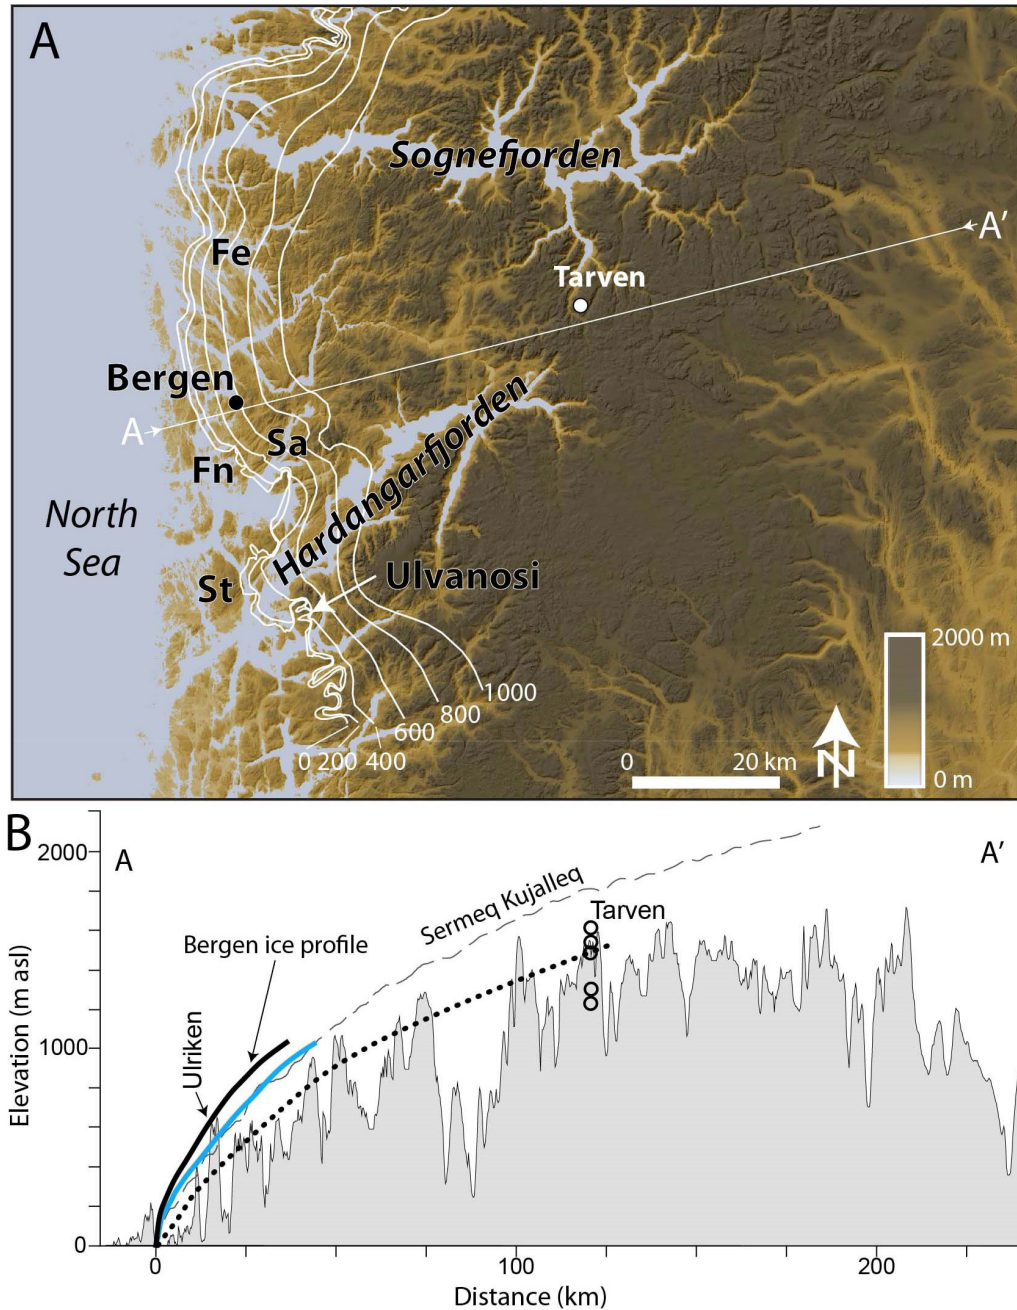 A
Sognefjorden
Fe
A'
Tarven
Bergen
A
Sa
Fn
Hardangarfjorden
North
Sea
St
Ulvanosi
1000
800
600
0 200 400
0 20 km
N
2000 m
0 m
B
A
A'
2000
1000
0
Elevation (m asl)
Sermeq Kujalleq
Tarven
Bergen ice profile
Ulriken
0 100 200
Distance (km)